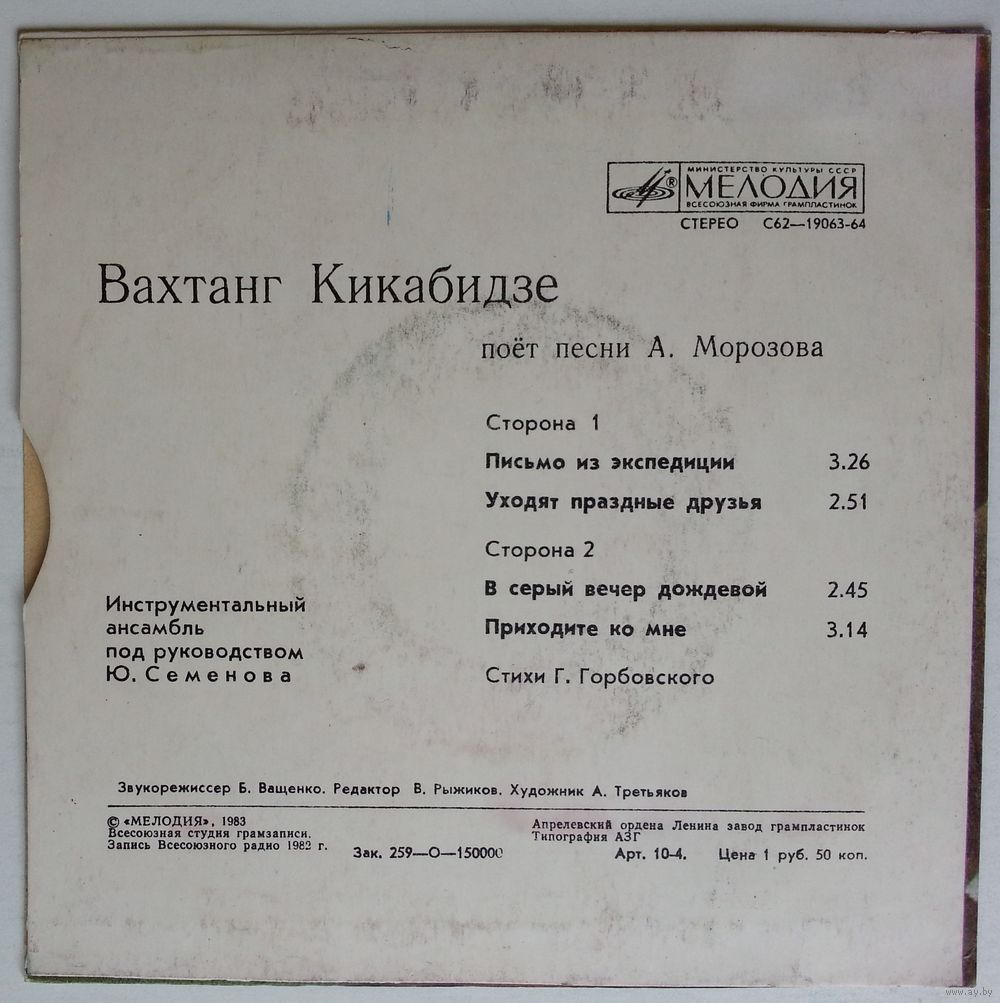 МИНИСТЕРСТВО КУЛЬТУРЫ СССР
МЕЛОДИЯ
ВСЕСОЮЗНАЯ ФИРМА ГРАМПЛАСТИНОК
СТЕРЕО С62—19063-64
Вахтанг Кикабидзе
поёт песни А. Морозова
Сторона 1
Письмо из экспедиции 3.26
Уходят праздные друзья 2.51
Сторона 2
В серый вечер дождевой 2.45
Приходите ко мне 3.14
Стихи Г. Горбовского
Инструментальный
ансамбль
под руководством
Ю. Семенова
Звукорежиссер Б. Ващенко. Редактор В. Рыжиков. Художник А. Третьяков
© «МЕЛОДИЯ», 1983
Всесоюзная студия грамзаписи.
Запись Всесоюзного радио 1982 г.
Зак. 259—О—150000
Апрелевский ордена Ленина завод грампластинок
Типография АЗГ
Арт. 10-4. Цена 1 руб. 50 коп.
www.ay.by